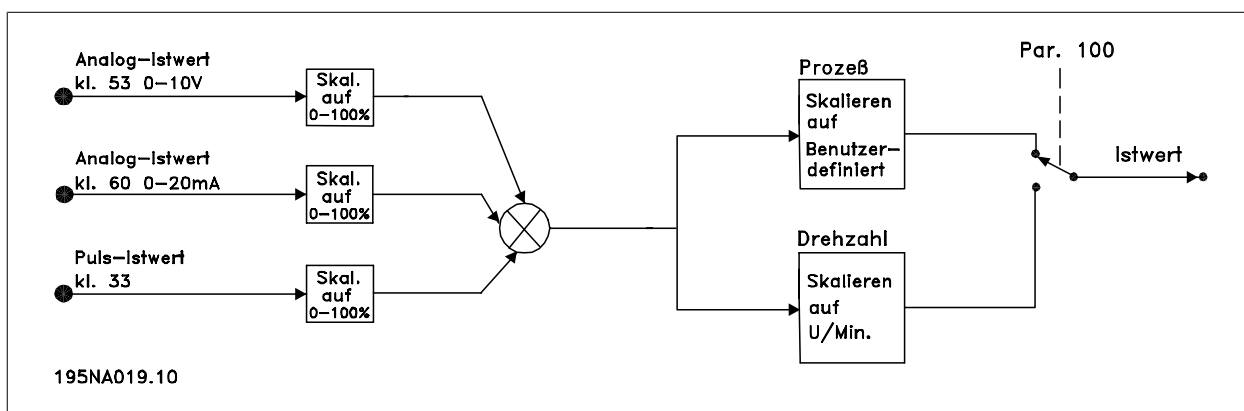 Analog-Istwert
kl. 53 0-10V
Skal.
auf
0-100%
Analog-Istwert
kl. 60 0-20mA
Skal.
auf
0-100%
Puls-Istwert
kl. 33
Skal.
auf
0-100%
Prozeß
Skalieren
auf
Benutzer-
definiert
Drehzahl
Skalieren
auf
U/Min.
Par. 100
Istwert
195NA019.10